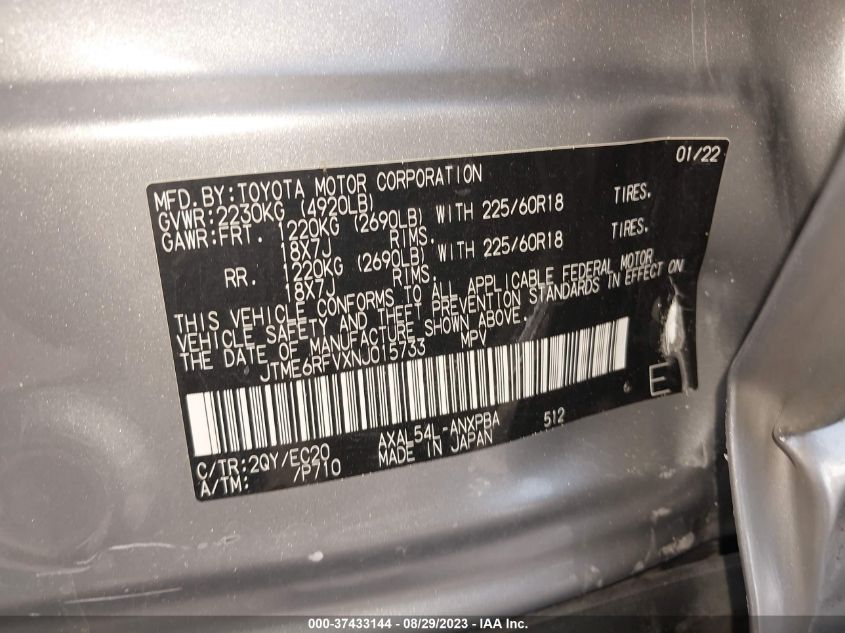 01/22
MFD.BY:TOYOTA MOTOR CORPORATION
GVWR:2230KG (4920LB)
GAWR:FRT. 1220KG (2690LB) WITH 225/60R18 TIRES.
18X7J RIMS.
RR. 1220KG (2690LB) WITH 225/60R18 TIRES.
18X7J RIMS.
THIS VEHICLE CONFORMS TO ALL APPLICABLE FEDERAL MOTOR
VEHICLE SAFETY AND THEFT PREVENTION STANDARDS IN EFFECT ON
THE DATE OF MANUFACTURE SHOWN ABOVE.
JTME6RFVXNJ015733 MPV
E
AXAL54L-ANXPBA 512
C/TR:2QY/EC20 MADE IN JAPAN
A/TM: /P710
000-37433144 - 08/29/2023 - IAA Inc.